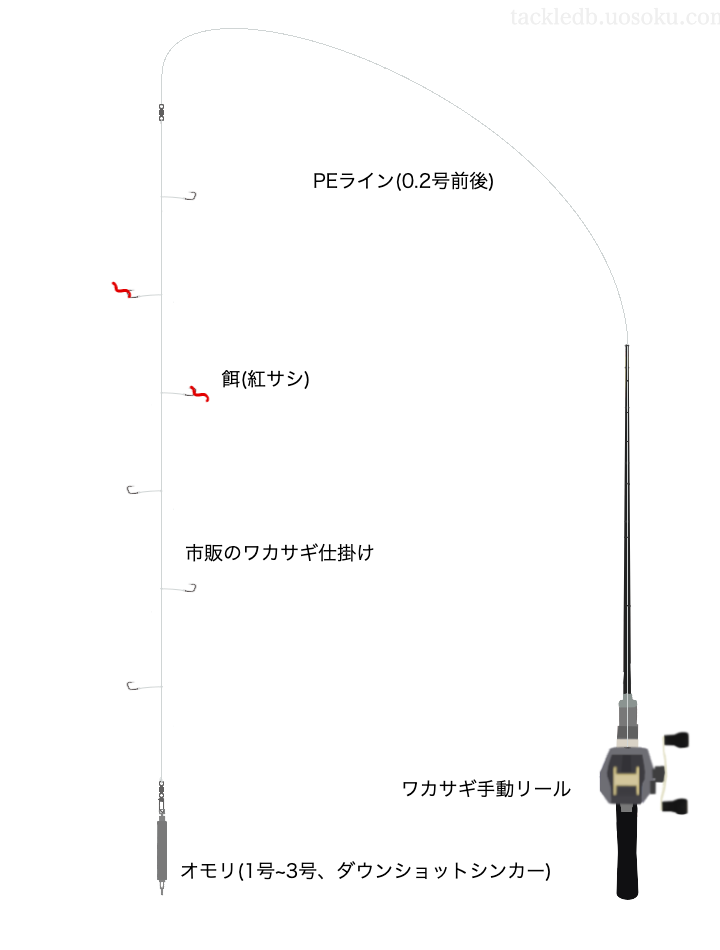 tackledb.uosoku.com
PEライン(0.2号前後)
餌(紅サシ)
市販のワカサギ仕掛け
ワカサギ手動リール
オモリ(1号~3号、ダウンショットシンカー)